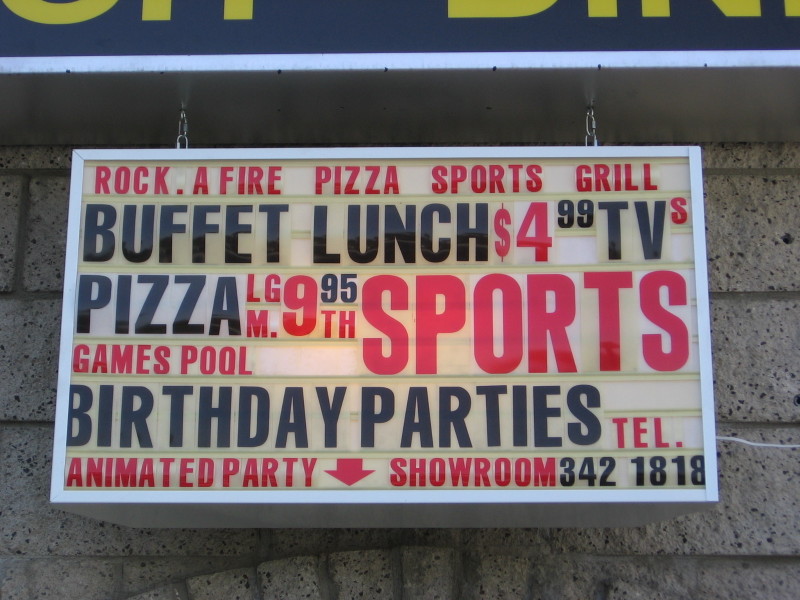 ROCK.A FIRE PIZZA SPORTS GRILL
BUFFET LUNCH $4 99 TVS
PIZZA LG M. 9 95 TH SPORTS
GAMES POOL
BIRTHDAY PARTIES TEL.
ANIMATED PARTY SHOWROOM 342 1818